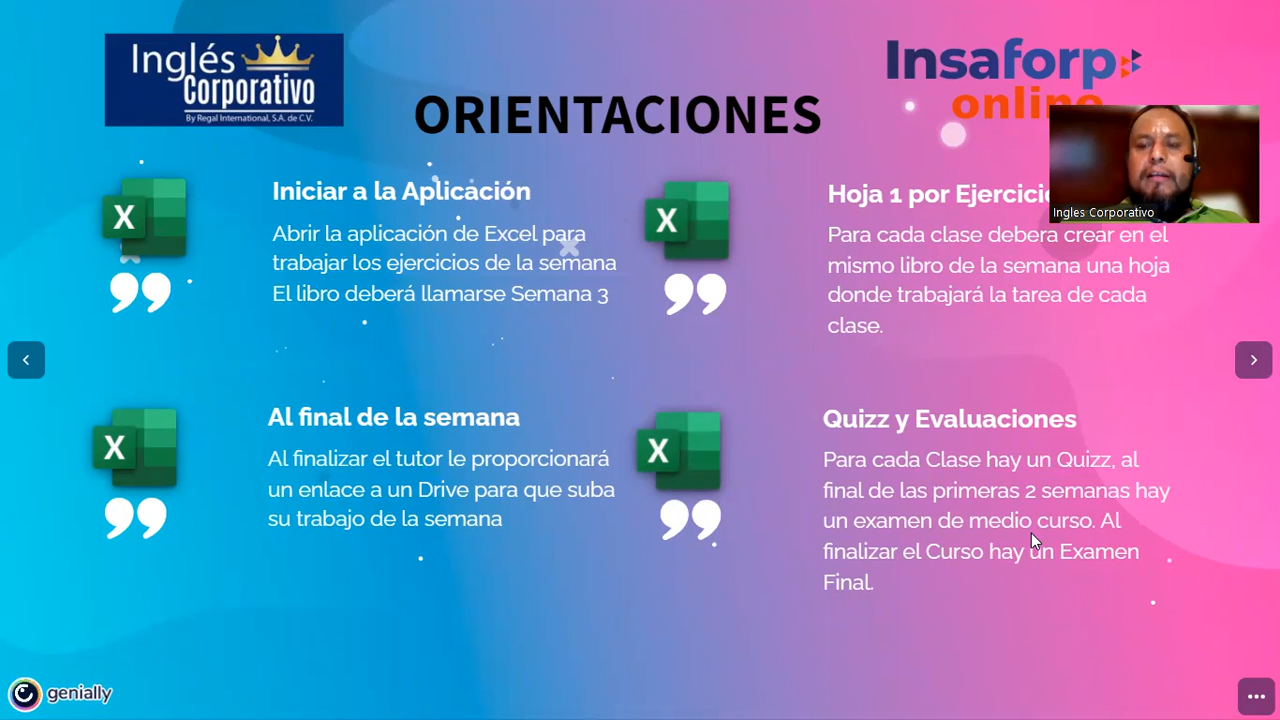 Inglés
Corporativo
By Regal International, S.A. de C.V.
Insaforp
online
ORIENTACIONES
Ingles Corporativo
Iniciar a la Aplicación
Abrir la aplicación de Excel para
trabajar los ejercicios de la semana
El libro deberá llamarse Semana 3
Hoja 1 por Ejercicio
Para cada clase debera crear en el
mismo libro de la semana una hoja
donde trabajará la tarea de cada
clase.
Al final de la semana
Al finalizar el tutor le proporcionará
un enlace a un Drive para que suba
su trabajo de la semana
Quizz y Evaluaciones
Para cada Clase hay un Quizz, al
final de las primeras 2 semanas hay
un examen de medio curso. Al
finalizar el Curso hay un Examen
Final.
X
X
X
X
genially